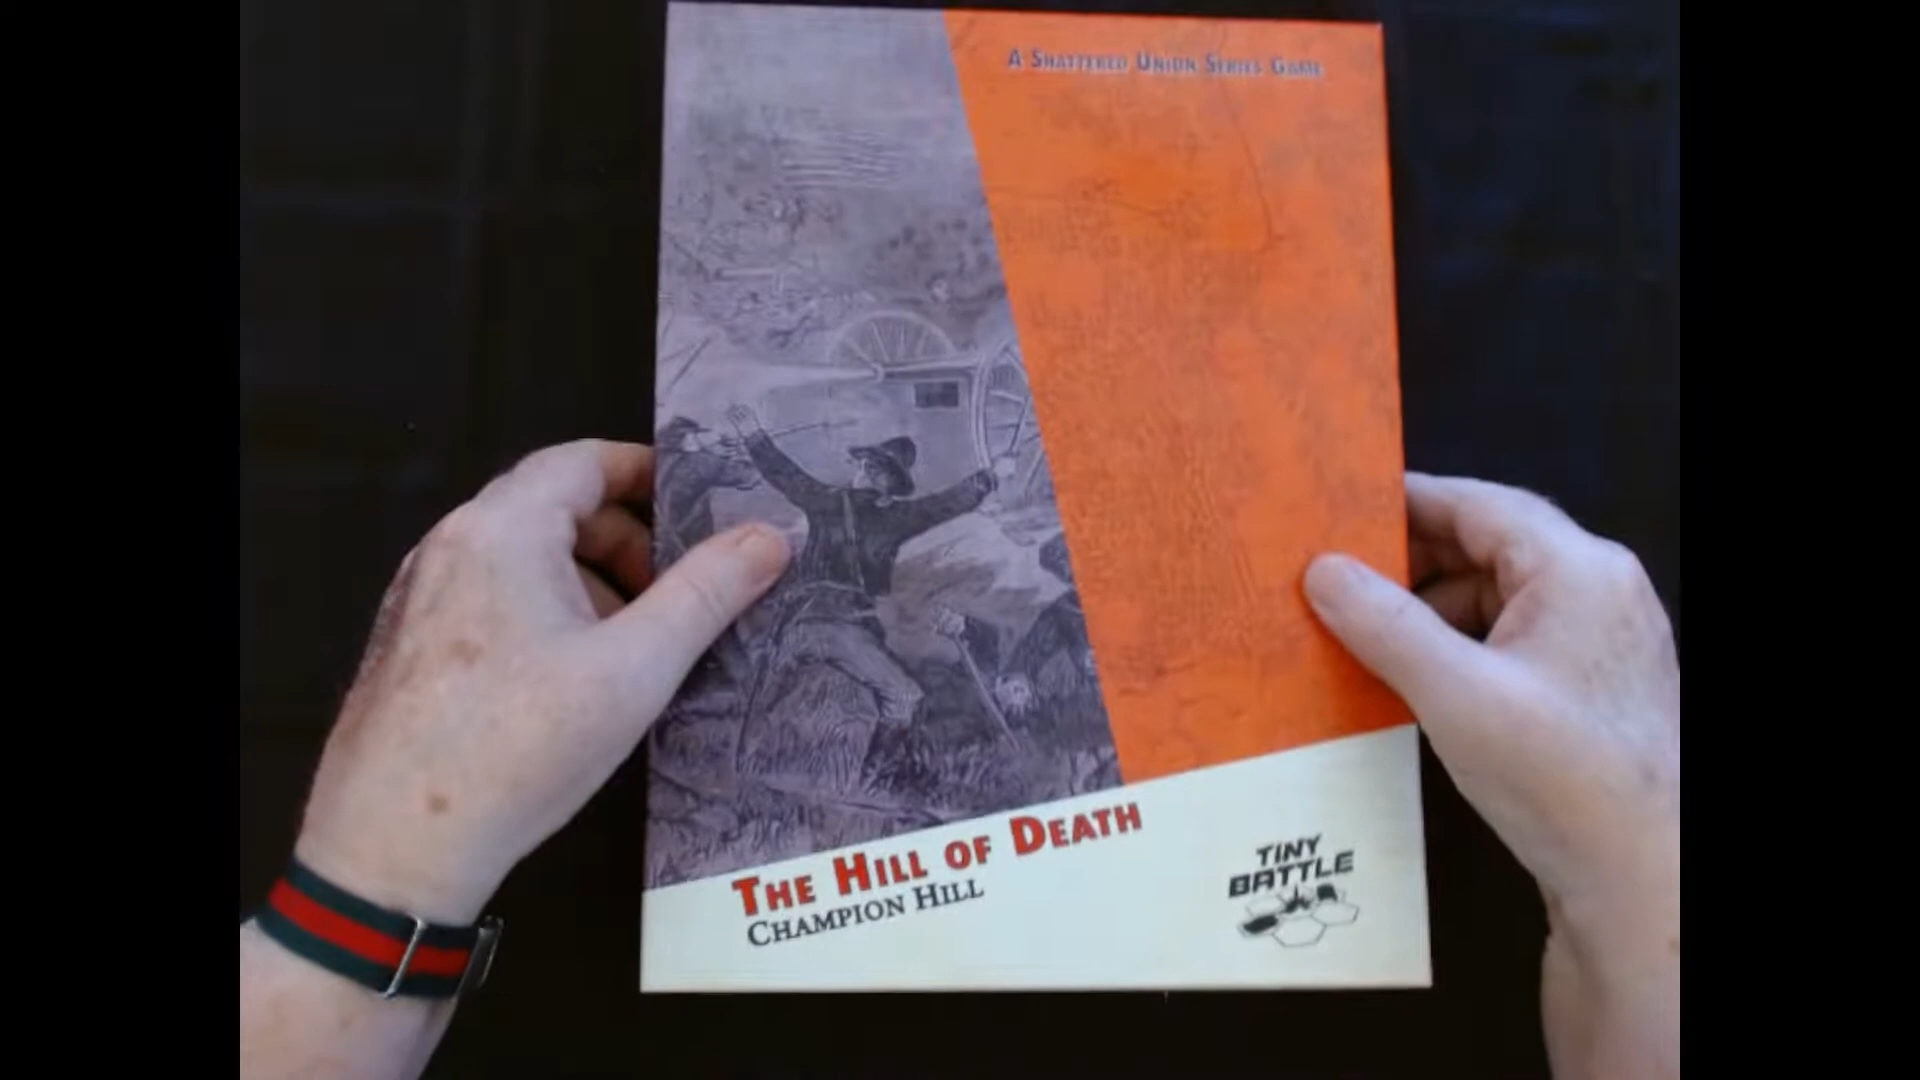 A Shattered Union Series Game
The Hill of Death
Champion Hill
TINY
BATTLE